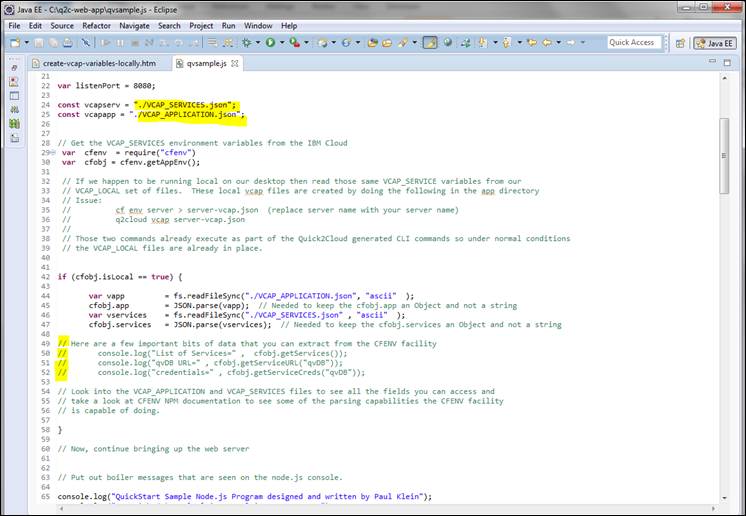 Java EE - C:\q2c-web-app\qvsample.js - Eclipse
File Edit Source Refactor Navigate Search Project Run Window Help
Quick Access Java EE
create-vcap-variables-locally.htm qvsample.js
21
22 var listenPort = 8080;
23
24 const vcapserv = "./VCAP_SERVICES.json";
25 const vcapapp = "./VCAP_APPLICATION.json";
26
27
28 // Get the VCAP_SERVICES environment variables from the IBM Cloud
29 var cfenv = require("cfenv")
30 var cfobj = cfenv.getAppEnv();
31
32 // If we happen to be running local on our desktop then read those same VCAP_SERVICE variables from our
33 // VCAP_LOCAL set of files. THese local vcap files are created by doing the following in the app directory
34 // Issue:
35 // cf env server > server-vcap.json (replace server name with your server name)
36 // q2cloud vcap server-vcap.json
37 //
38 // Those two commands already execute as part of the Quick2Cloud generated CLI commands so under normal conditions
39 // the VCAP_LOCAL files are already in place.
40
41
42 if (cfobj.isLocal == true) {
43
44 var vapp = fs.readFileSync("./VCAP_APPLICATION.json", "ascii" );
45 cfobj.app = JSON.parse(vapp); // Needed to keep the cfobj.app an Object and not a string
46 var vservices = fs.readFileSync("./VCAP_SERVICES.json" , "ascii" );
47 cfobj.services = JSON.parse(vservices); // Needed to keep the cfobj.services an Object and not a string
48
49 // Here are a few important bits of data that you can extract from the CFENV facility
50 // console.log("List of Services=" , cfobj.getServices());
51 // console.log("qvDB URL=" , cfobj.getServiceURL("qvDB"));
52 // console.log("credentials=" , cfobj.getServiceCreds("qvDB"));
53
54 // Look into the VCAP_APPLICATION and VCAP_SERVICES files to see all the fields you can access and
55 // take a look at CFENV NPM documentation to see some of the parsing capabilities the CFENV facility
56 // is capable of doing.
57
58 }
59
60 // Now, continue bringing up the web server
61
62
63 // Put out boiler messages that are seen on the node.js console.
64
65 console.log("QuickStart Sample Node.js Program designed and written by Paul Klein");